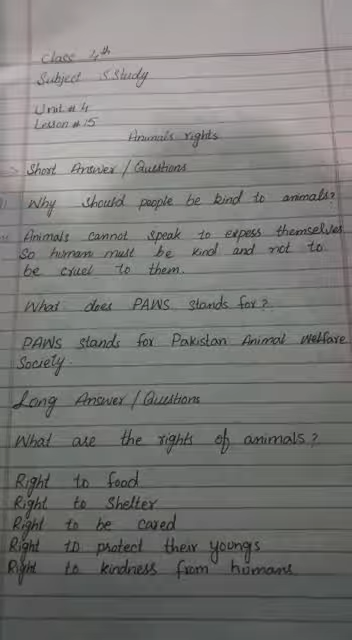 Class 4th
Subject S Study
Unit # 4
Lesson # 15
Animals rights
Short Answer / Questions
Why should people be kind to animals?
Animals cannot speak to expess themselves
So human must be kind and not to
be cruel to them.
What does PAWS stands for?
PAWS stands for Pakistan Animal Welfare
Society.
Long Answer / Questions
What are the rights of animals?
Right to food
Right to Shelter
Right to be cared
Right to protect their youngs
Right to kindness from humans